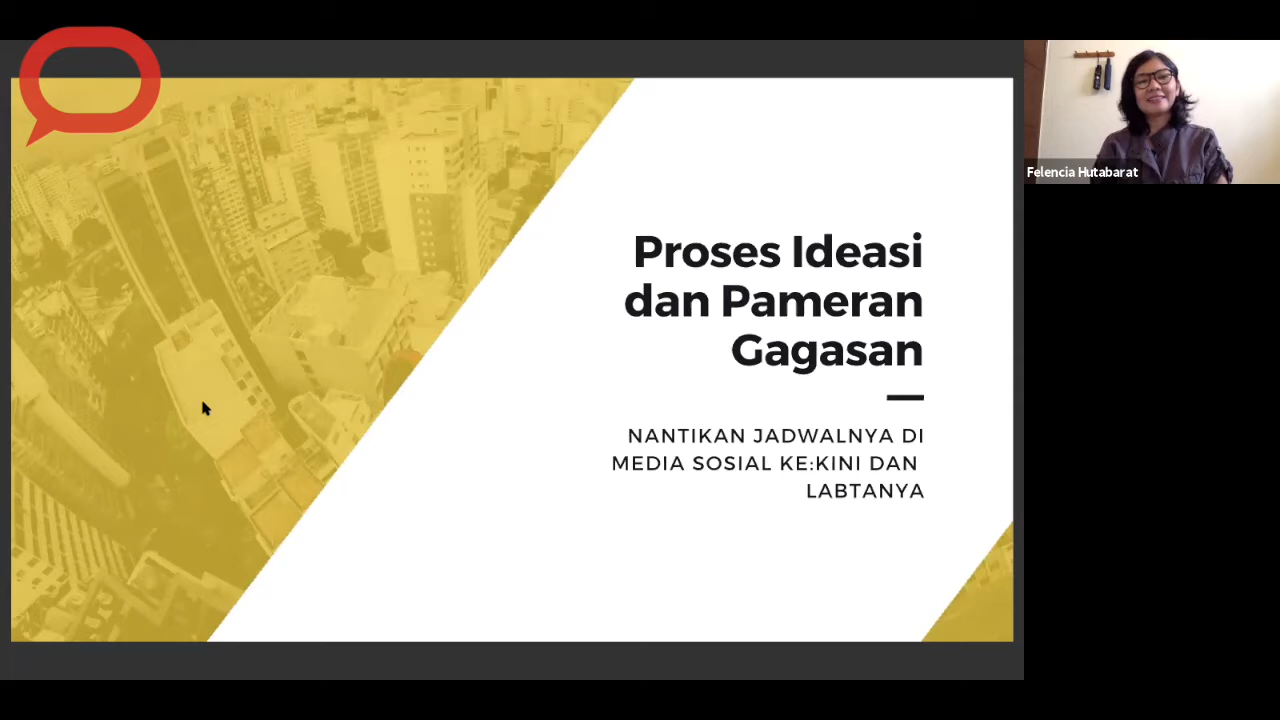 Felencia Hutabarat
Proses Ideasi
dan Pameran
Gagasan
NANTIKAN JADWALNYA DI
MEDIA SOSIAL KE:KINI DAN
LABTANYA